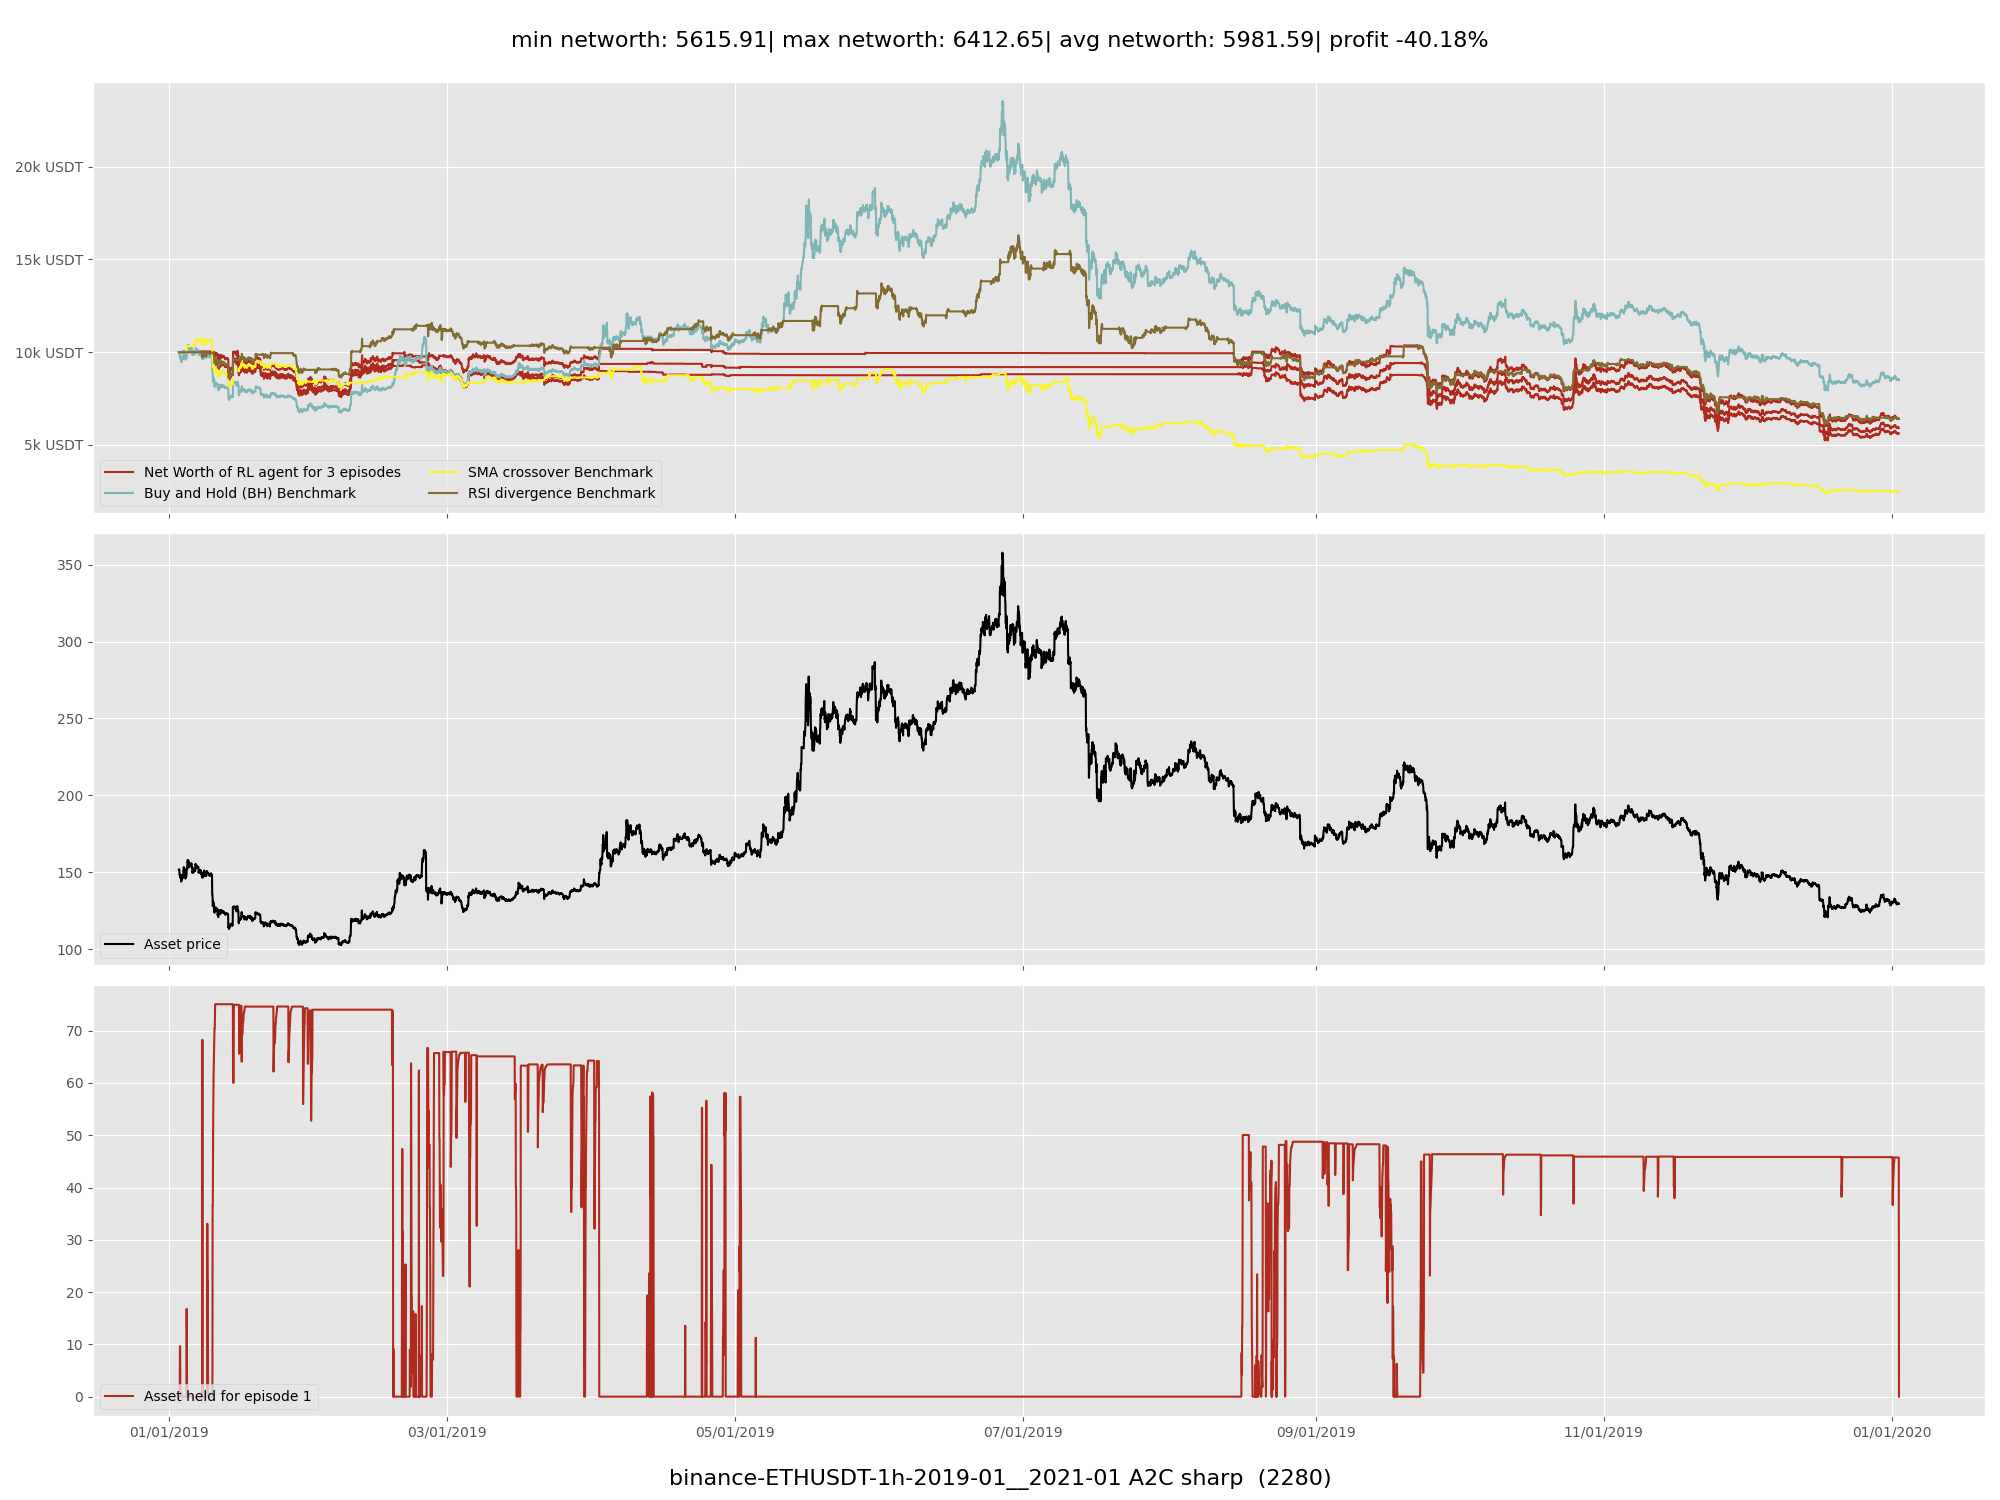 min networth: 5615.91| max networth: 6412.65| avg networth: 5981.59| profit -40.18%
20k USDT
15k USDT
10k USDT
5k USDT
Net Worth of RL agent for 3 episodes
Buy and Hold (BH) Benchmark
SMA crossover Benchmark
RSI divergence Benchmark
350
300
250
200
150
100
Asset price
70
60
50
40
30
20
10
0
Asset held for episode 1
01/01/2019 03/01/2019 05/01/2019 07/01/2019 09/01/2019 11/01/2019 01/01/2020
binance-ETHUSDT-1h-2019-01__2021-01 A2C sharp (2280)